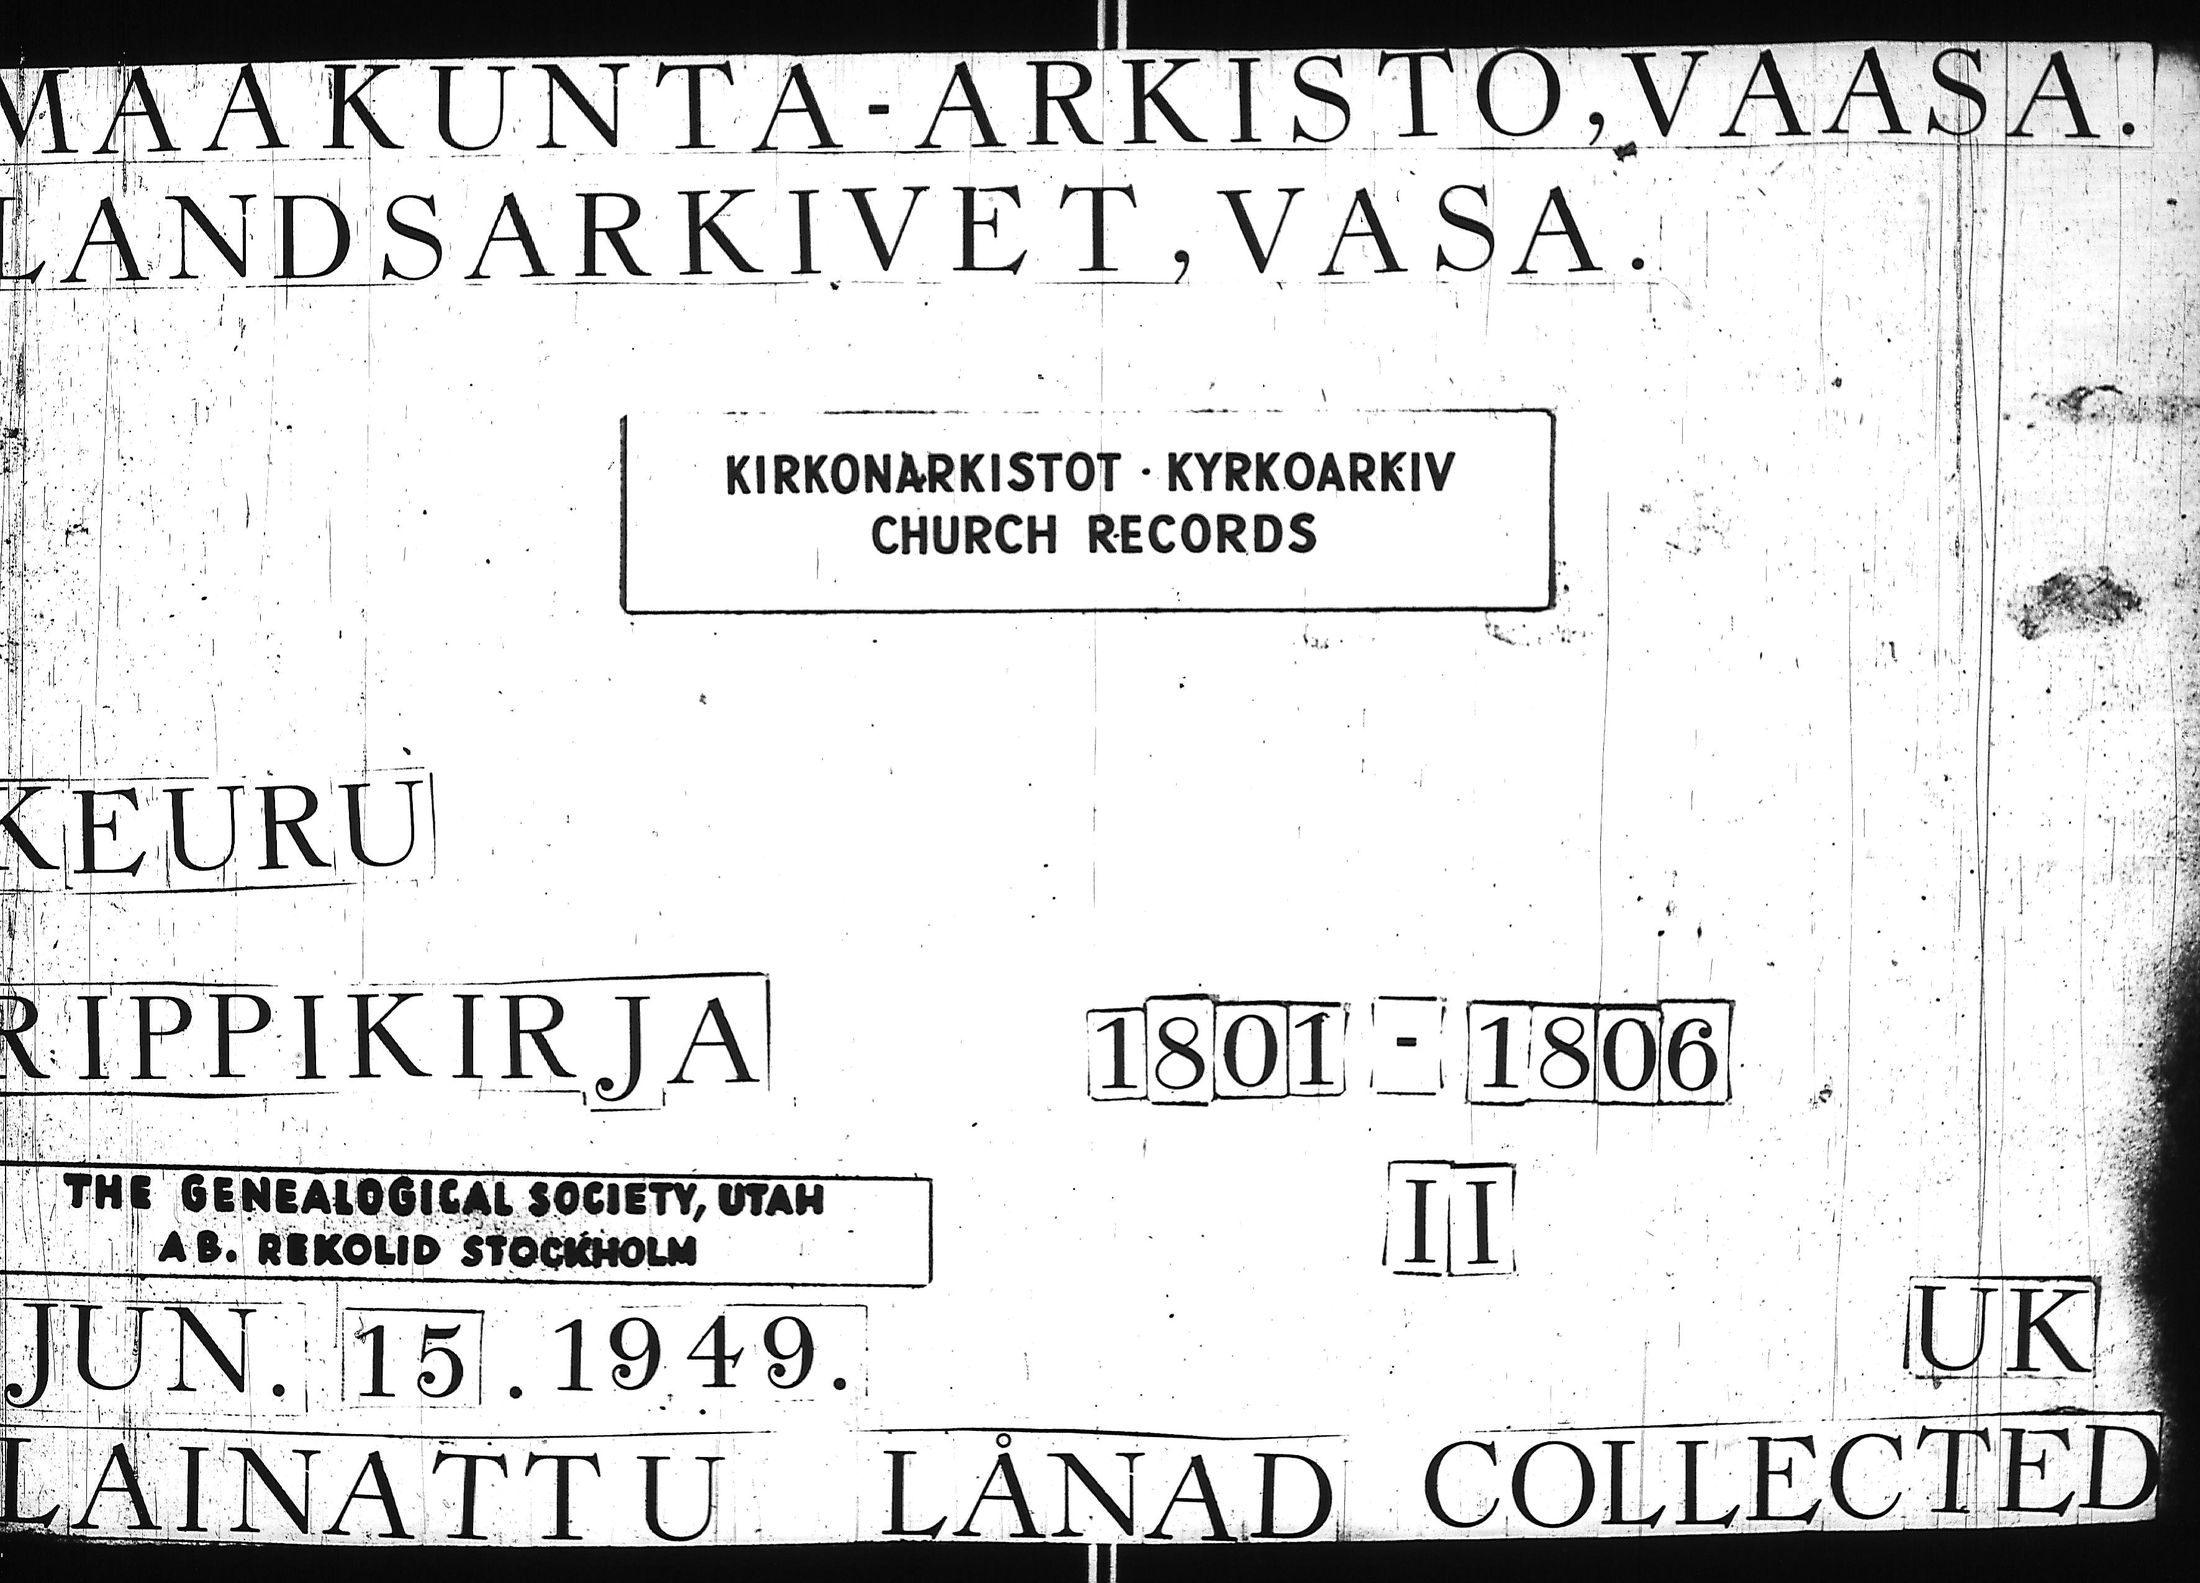 MAAKUNTA-ARKISTO, VAASA.
LANDSARKIVET, VASA.
KIRKONARKISTOT · KYRKOARKIV
CHURCH RECORDS
KEURU
RIPPIKIRJA 1801 - 1806
II
THE GENEALOGICAL SOCIETY, UTAH
AB. REKOLID STOCKHOLM
JUN. 15. 1949.
UK
LAINATTU LÅNAD COLLECTED